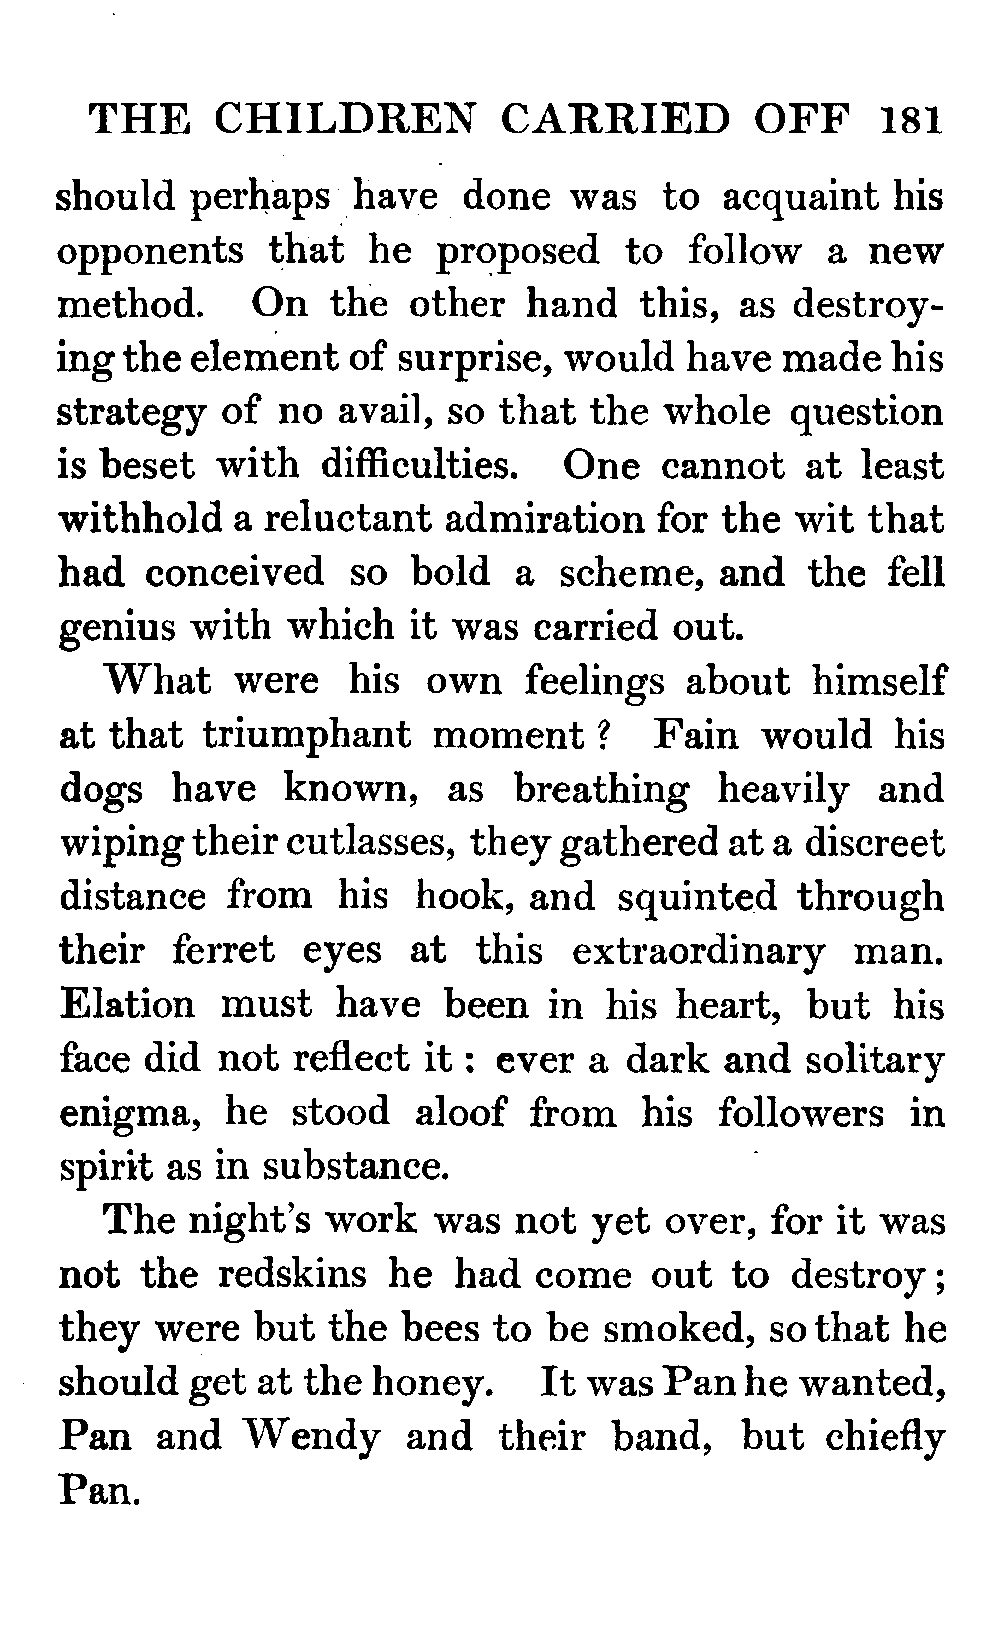 THE CHILDREN CARRIED OFF 181
should perhaps have done was to acquaint his
opponents that he proposed to follow a new
method. On the other hand this, as destroy-
ing the element of surprise, would have made his
strategy of no avail, so that the whole question
is beset with difficulties. One cannot at least
withhold a reluctant admiration for the wit that
had conceived so bold a scheme, and the fell
genius with which it was carried out.
What were his own feelings about himself
at that triumphant moment ? Fain would his
dogs have known, as breathing heavily and
wiping their cutlasses, they gathered at a discreet
distance from his hook, and squinted through
their ferret eyes at this extraordinary man.
Elation must have been in his heart, but his
face did not reflect it : ever a dark and solitary
enigma, he stood aloof from his followers in
spirit as in substance.
The night's work was not yet over, for it was
not the redskins he had come out to destroy ;
they were but the bees to be smoked, so that he
should get at the honey. It was Pan he wanted,
Pan and Wendy and their band, but chiefly
Pan.